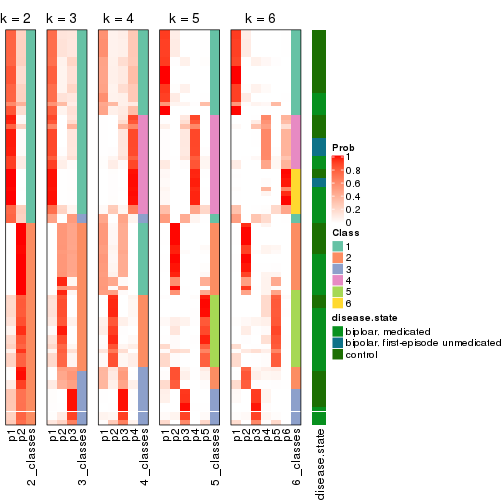 k = 2 k = 3 k = 4 k = 5 k = 6
Prob
1
0.8
0.6
0.4
0.2
0
Class
1
2
3
4
5
6
disease.state
biploar, medicated
bipolar, first-episode unmedicated
control
p1 p2 2_classes p1 p2 p3 3_classes p1 p2 p3 p4 4_classes p1 p2 p3 p4 p5 5_classes p1 p2 p3 p4 p5 p6 6_classes disease.state